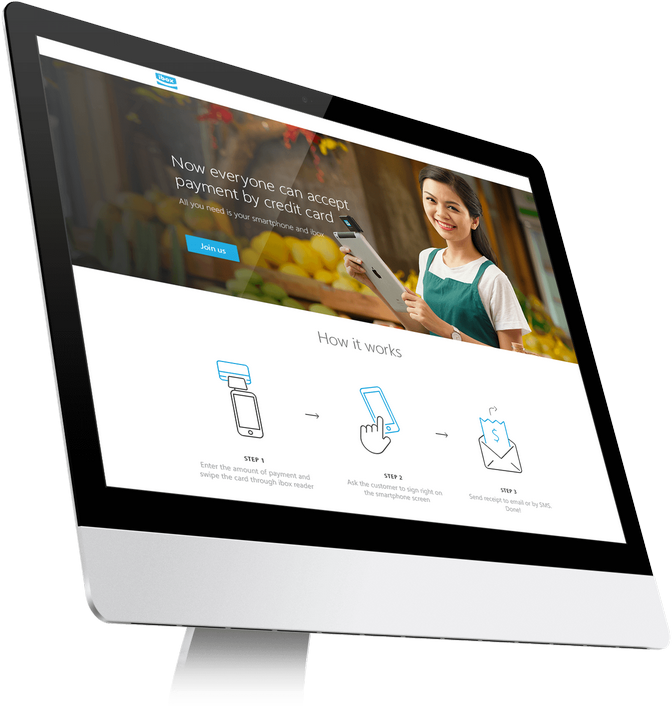 ibox
Now everyone can accept
payment by credit card
All you need is your smartphone and ibox
Join us
How it works
STEP 1
Enter the amount of payment and
swipe the card through ibox reader
STEP 2
Ask the customer to sign right on
the smartphone screen
STEP 3
Send receipt to email or by SMS.
Done!